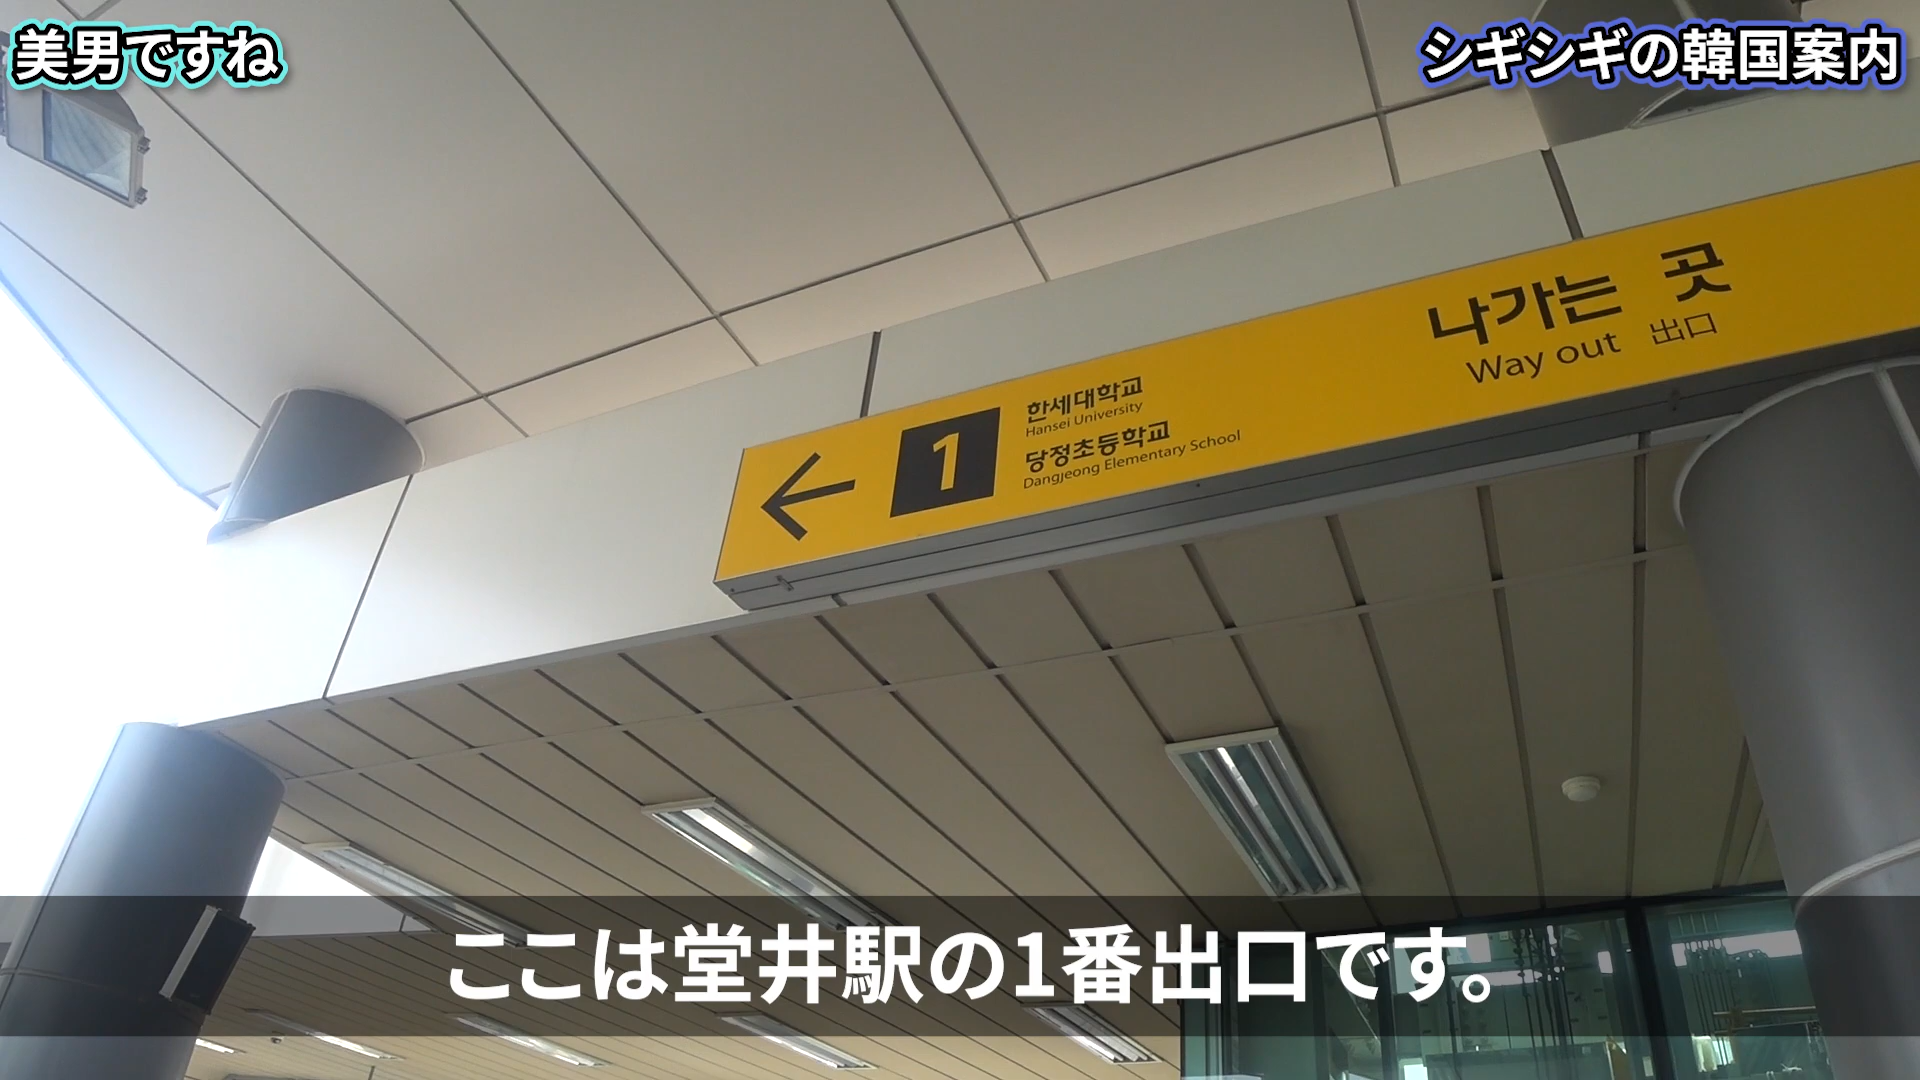 美男ですね
シギシギの韓国案内
나가는 곳
Way out 出口
1
한세대학교
Hansei University
당정초등학교
Dangjeong Elementary School
ここは堂井駅の1番出口です。